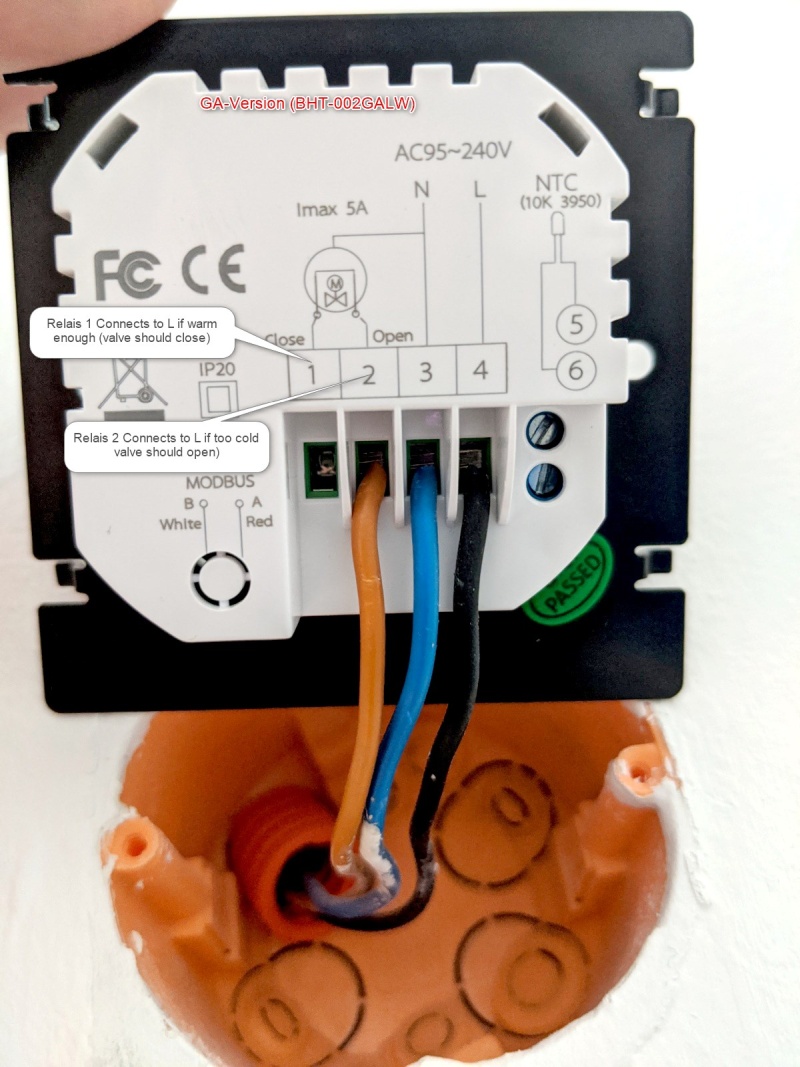 GA-Version (BHT-002GALW)
AC95~240V
N L
NTC
(10K 3950)
Imax 5A
FC CE
M
Relais 1 Connects to L if warm
enough (valve should close)
Close Open
5
6
1 2 3 4
IP20
Relais 2 Connects to L if too cold
valve should open)
MODBUS
B A
White Red
PASSED